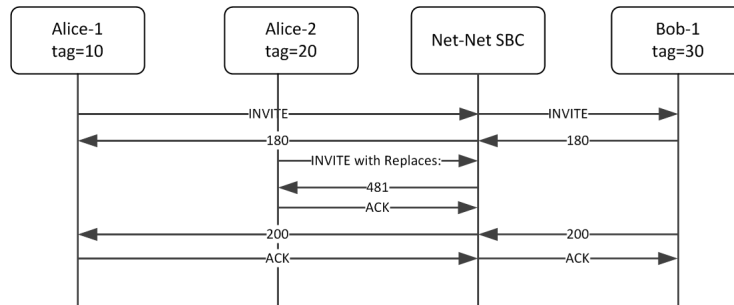 Alice-1
tag=10
Alice-2
tag=20
Net-Net SBC
Bob-1
tag=30
INVITE
INVITE
180
180
INVITE with Replaces:
481
ACK
200
200
ACK
ACK